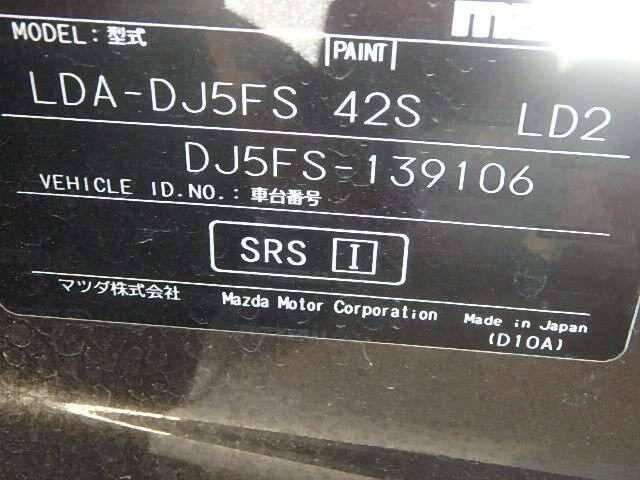 MODEL: 型式 PAINT
LDA-DJ5FS 42S LD2
DJ5FS-139106
VEHICLE ID.NO.: 車台番号
SRS I
マツダ株式会社 Mazda Motor Corporation Made in Japan
(D10A)